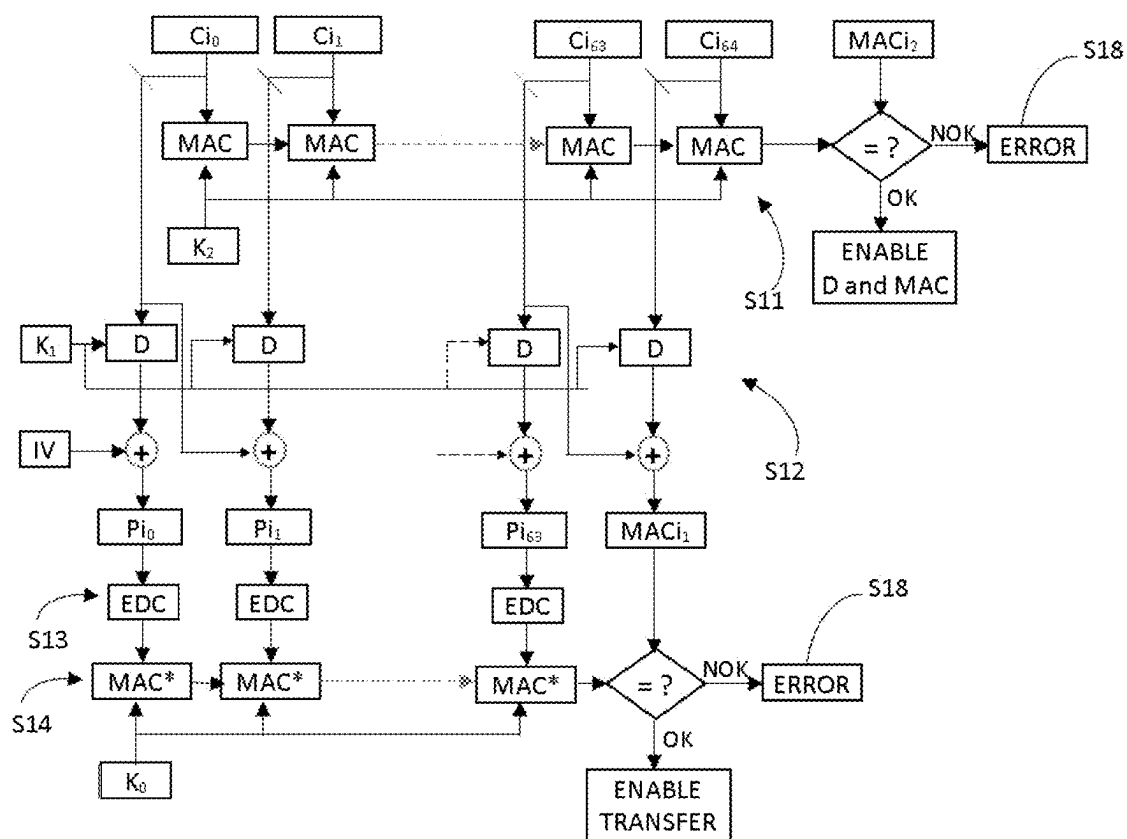 Ci₀ Ci₁ Ci₆₃ Ci₆₄ MACi₂ S18
MAC MAC MAC MAC = ? NOK ERROR
OK
K₂ ENABLE
D and MAC
S11
K₁ D D D D
IV + + + + S12
Pi₀ Pi₁ Pi₆₃ MACi₁
EDC EDC EDC S18
S13
MAC* MAC* MAC* = ? NOK ERROR
S14
OK
K₀ ENABLE
TRANSFER